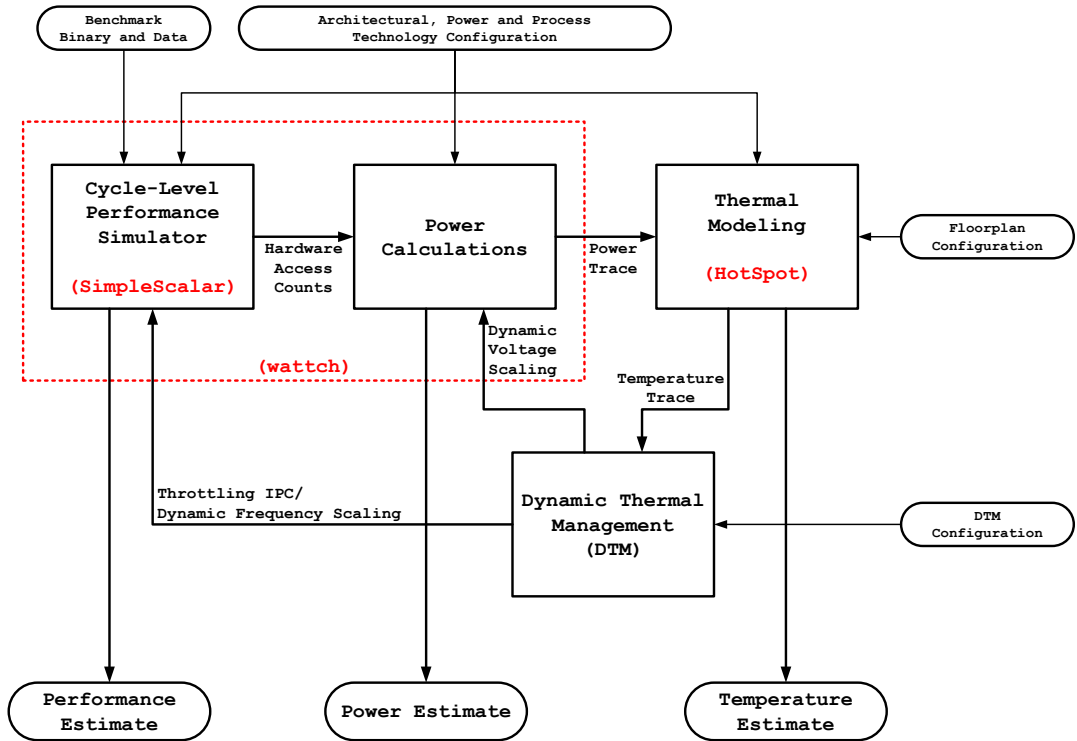 Benchmark
Binary and Data
Architectural, Power and Process
Technology Configuration
Cycle-Level
Performance
Simulator
(SimpleScalar)
Hardware
Access
Counts
Power
Calculations
Power
Trace
Thermal
Modeling
(HotSpot)
Floorplan
Configuration
(wattch)
Dynamic
Voltage
Scaling
Temperature
Trace
Throttling IPC/
Dynamic Frequency Scaling
Dynamic Thermal
Management
(DTM)
DTM
Configuration
Performance
Estimate
Power Estimate
Temperature
Estimate